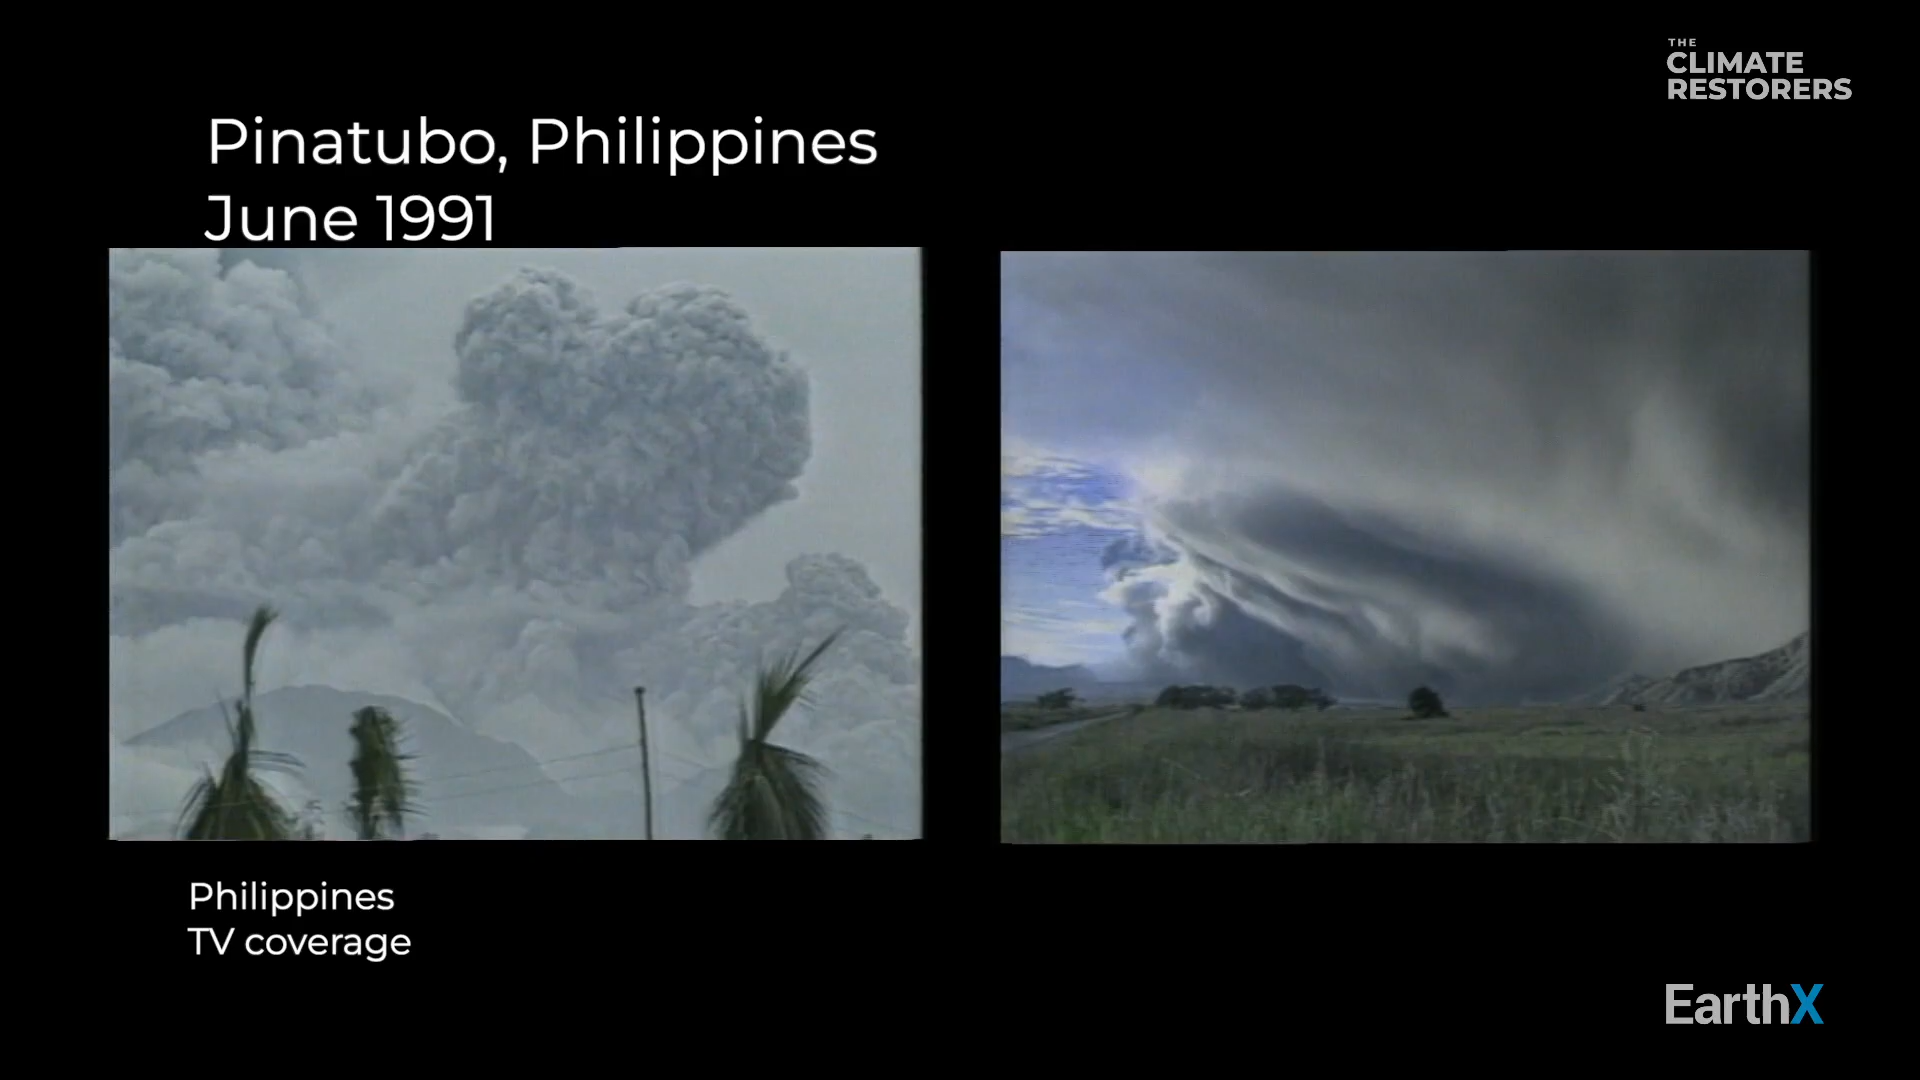 THE
CLIMATE
RESTORERS
Pinatubo, Philippines
June 1991
Philippines
TV coverage
EarthX